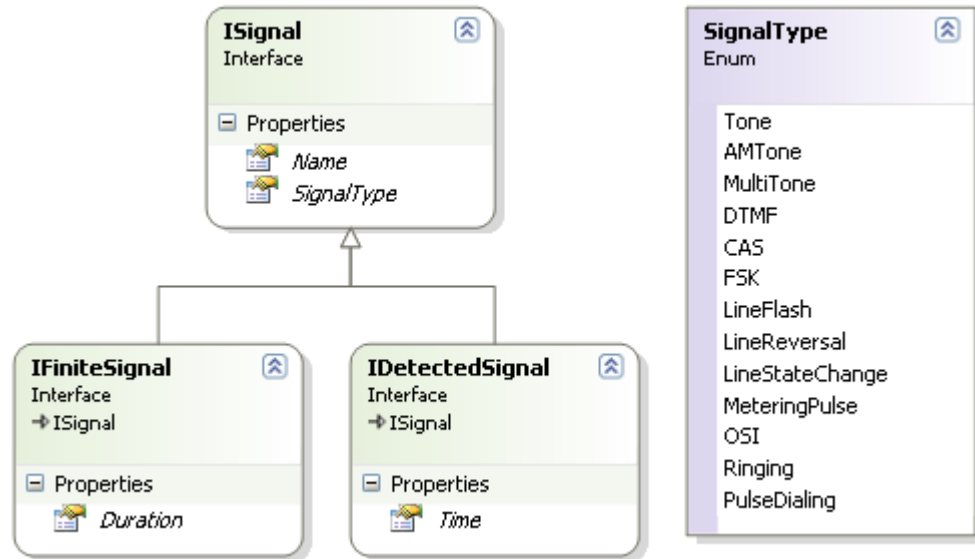 ISignal
Interface
Properties
Name
SignalType
SignalType
Enum
Tone
AMTone
MultiTone
DTMF
CAS
FSK
LineFlash
LineReversal
LineStateChange
MeteringPulse
OSI
Ringing
PulseDialing
IFiniteSignal
Interface
ISignal
Properties
Duration
IDetectedSignal
Interface
ISignal
Properties
Time